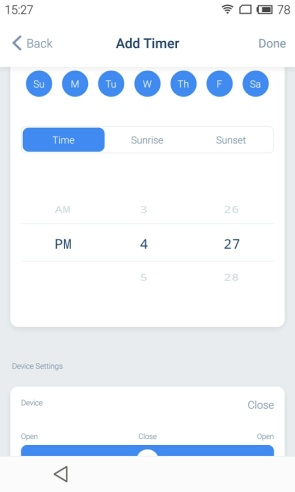 15:27 78
Back Add Timer Done
Su M Tu W Th F Sa
Time Sunrise Sunset
AM 3 26
PM 4 27
5 28
Device Settings
Device Close
Open Close Open